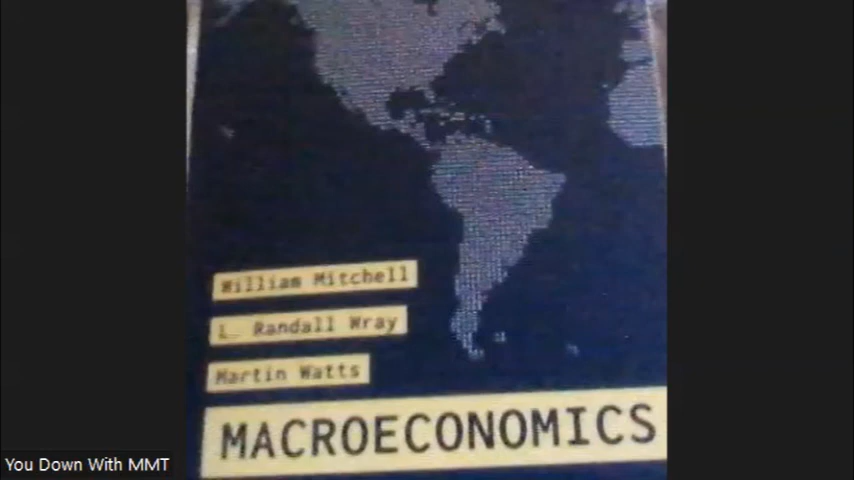 William Mitchell
L. Randall Wray
Martin Watts
MACROECONOMICS
You Down With MMT